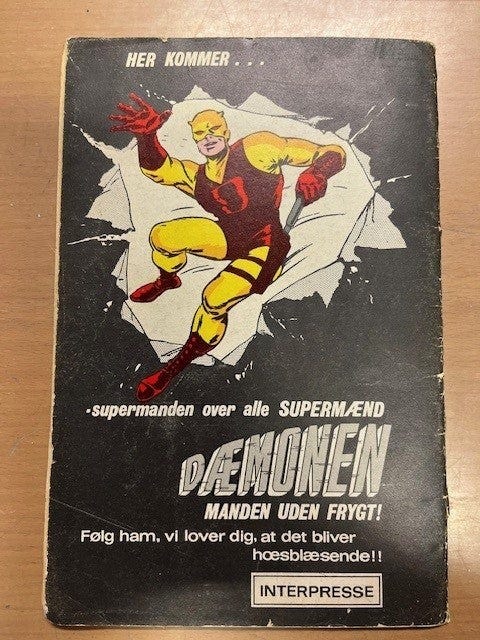 HER KOMMER . . .
-supermanden over alle SUPERMÆND
DÆMONEN
MANDEN UDEN FRYGT!
Følg ham, vi lover dig, at det bliver
hœsblæsende!!
INTERPRESSE